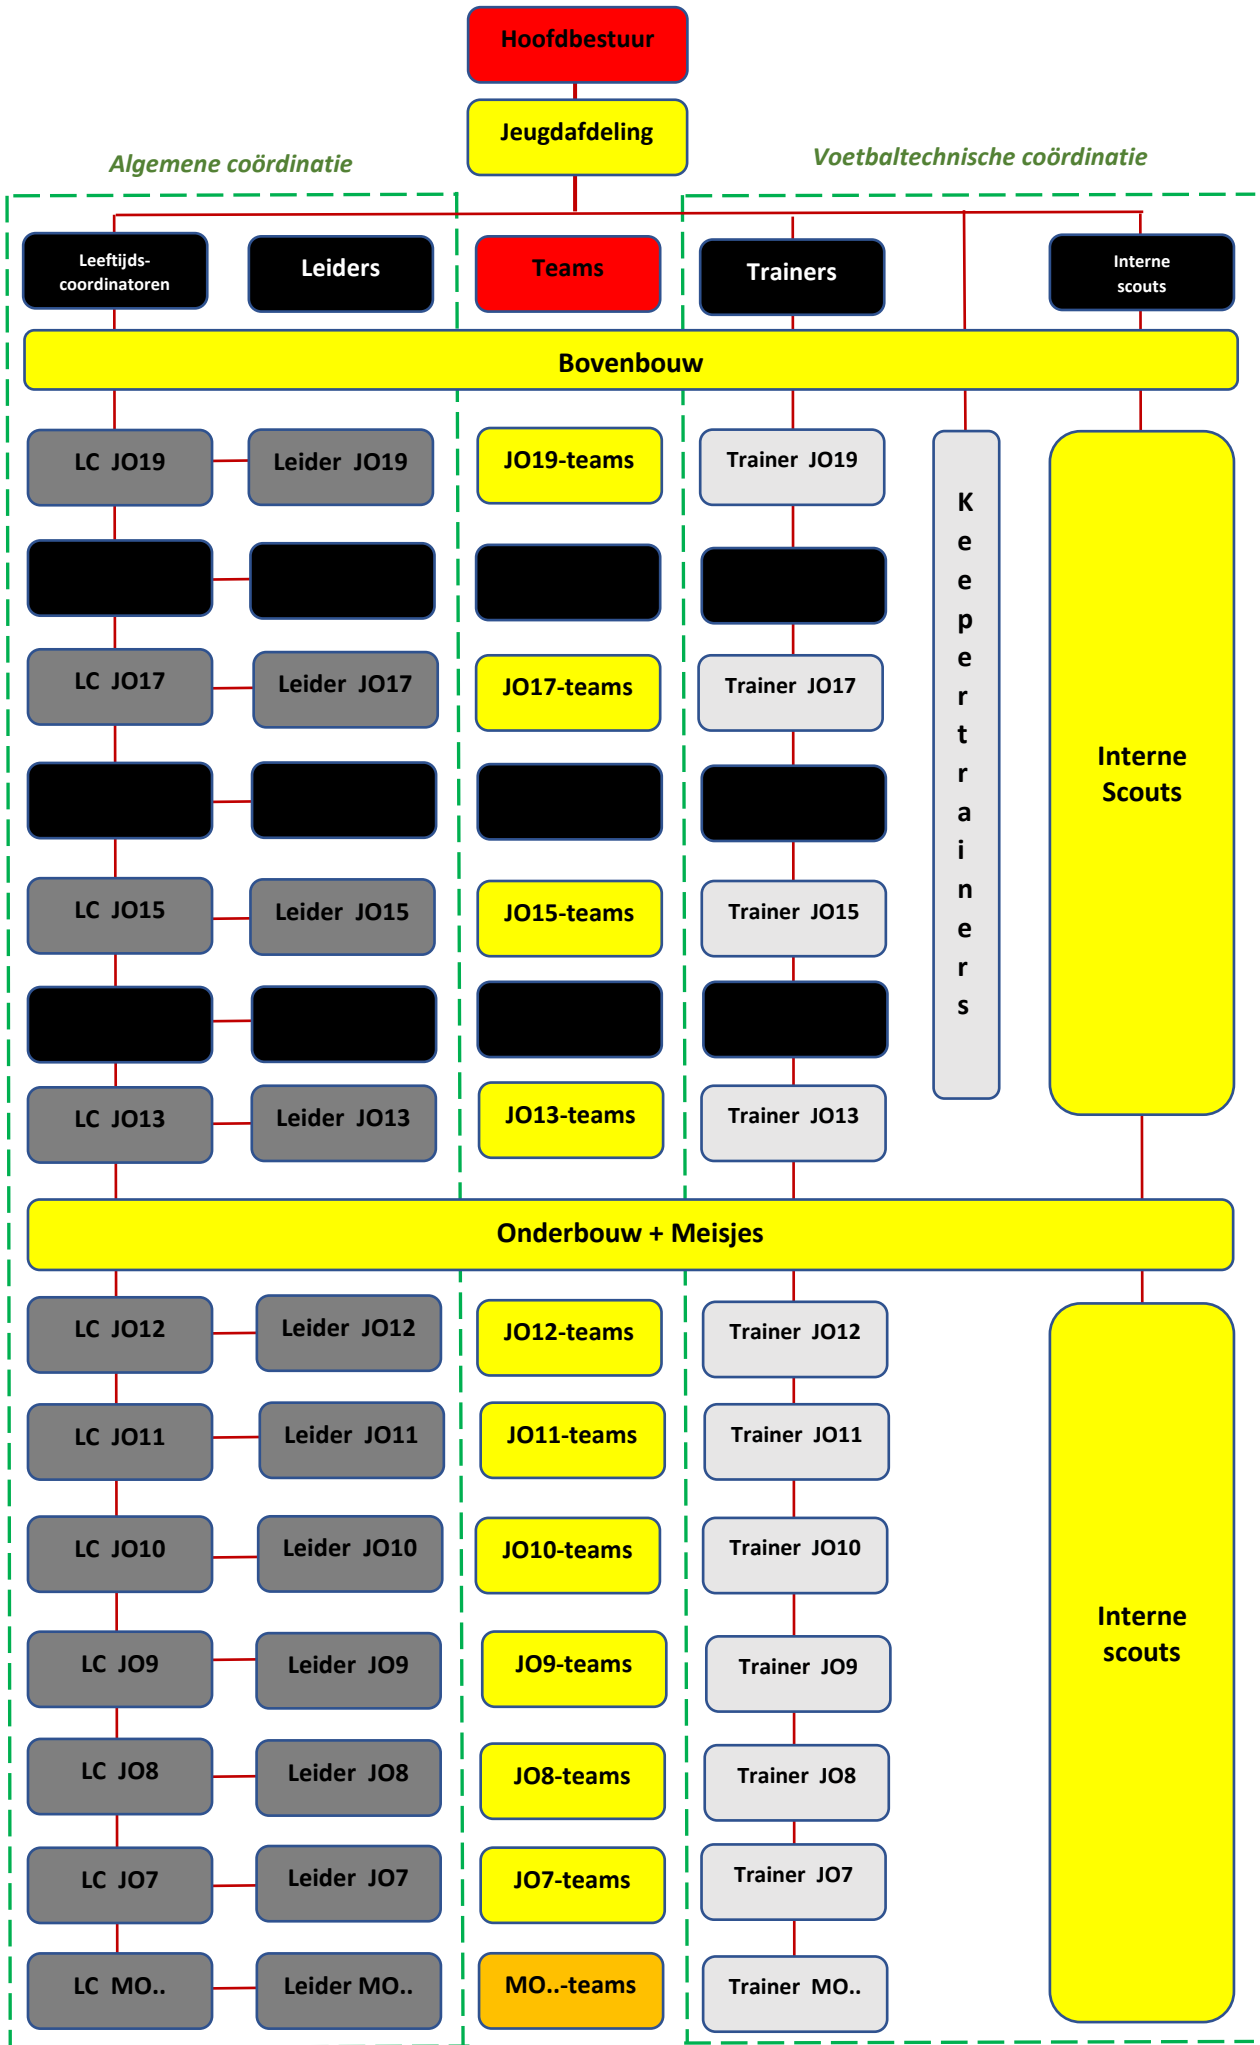 Hoofdbestuur
Jeugdafdeling
Algemene coördinatie
Voetbaltechnische coördinatie
Leeftijds-
coordinatoren
Leiders
Teams
Trainers
Interne
scouts
Bovenbouw
LC JO19
Leider JO19
JO19-teams
Trainer JO19
Keepertrainers
LC JO17
Leider JO17
JO17-teams
Trainer JO17
Interne
Scouts
LC JO15
Leider JO15
JO15-teams
Trainer JO15
LC JO13
Leider JO13
JO13-teams
Trainer JO13
Onderbouw + Meisjes
LC JO12
Leider JO12
JO12-teams
Trainer JO12
LC JO11
Leider JO11
JO11-teams
Trainer JO11
LC JO10
Leider JO10
JO10-teams
Trainer JO10
Interne
scouts
LC JO9
Leider JO9
JO9-teams
Trainer JO9
LC JO8
Leider JO8
JO8-teams
Trainer JO8
LC JO7
Leider JO7
JO7-teams
Trainer JO7
LC MO..
Leider MO..
MO..-teams
Trainer MO..